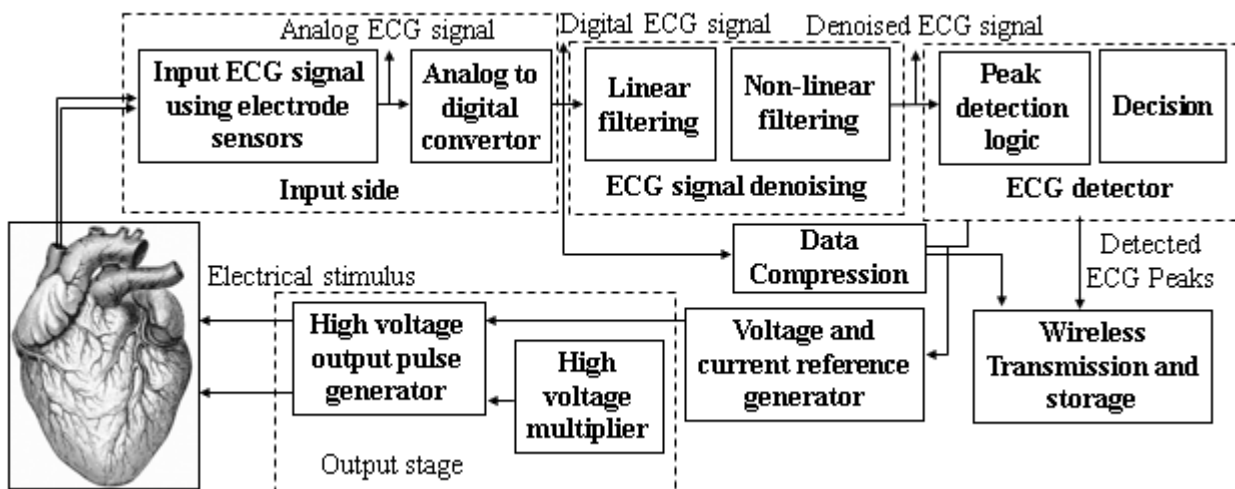 Analog ECG signal
Digital ECG signal
Denoised ECG signal
Input ECG signal
using electrode
sensors
Analog to
digital
convertor
Input side
Linear
filtering
Non-linear
filtering
ECG signal denoising
Peak
detection
logic
Decision
ECG detector
Data
Compression
Detected
ECG Peaks
Electrical stimulus
High voltage
output pulse
generator
High
voltage
multiplier
Output stage
Voltage and
current reference
generator
Wireless
Transmission and
storage